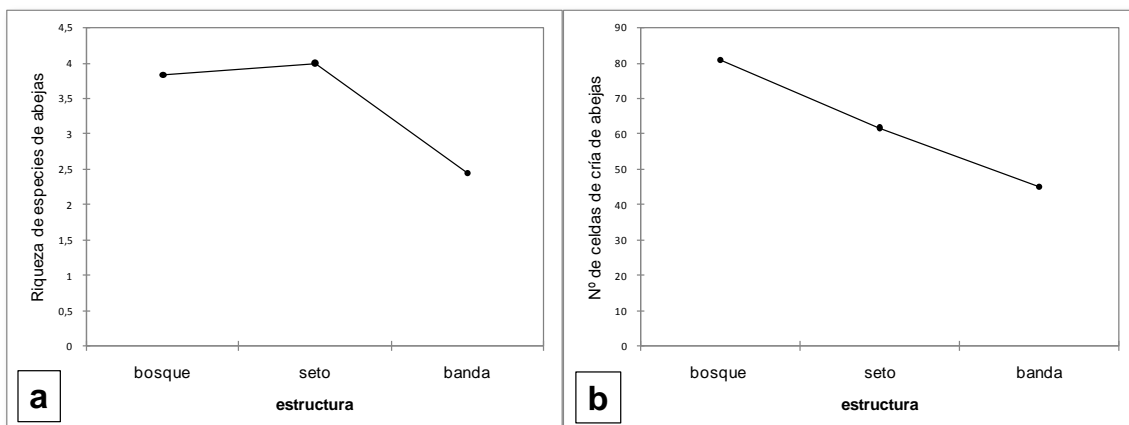 Riqueza de especies de abejas
4,5
4
3,5
3
2,5
2
1,5
1
0,5
0
bosque seto banda
estructura
a
Nº de celdas de cría de abejas
90
80
70
60
50
40
30
20
10
0
bosque seto banda
estructura
b